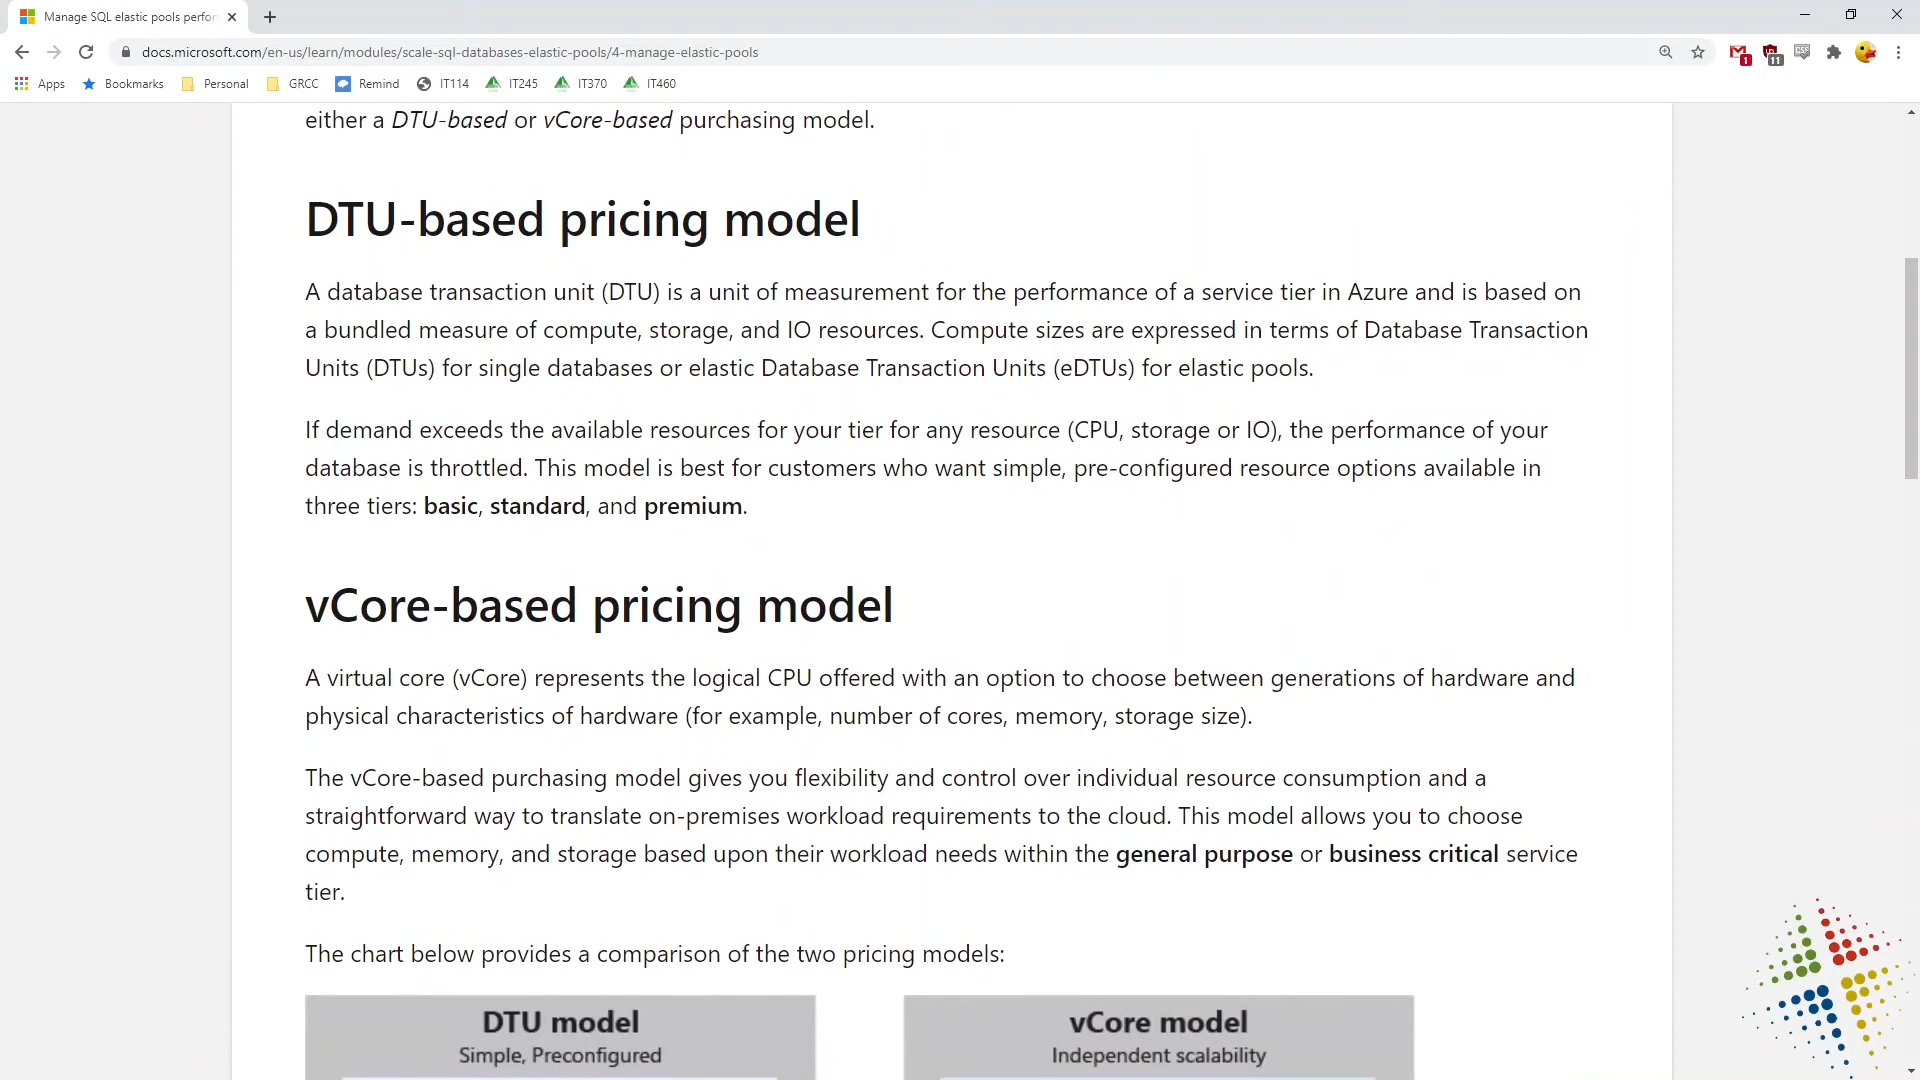 Manage SQL elastic pools perfor
docs.microsoft.com/en-us/learn/modules/scale-sql-databases-elastic-pools/4-manage-elastic-pools
1
11
CSF
Apps Bookmarks Personal GRCC Remind IT114 IT245 IT370 IT460
either a DTU-based or vCore-based purchasing model.
DTU-based pricing model
A database transaction unit (DTU) is a unit of measurement for the performance of a service tier in Azure and is based on
a bundled measure of compute, storage, and IO resources. Compute sizes are expressed in terms of Database Transaction
Units (DTUs) for single databases or elastic Database Transaction Units (eDTUs) for elastic pools.
If demand exceeds the available resources for your tier for any resource (CPU, storage or IO), the performance of your
database is throttled. This model is best for customers who want simple, pre-configured resource options available in
three tiers: basic, standard, and premium.
vCore-based pricing model
A virtual core (vCore) represents the logical CPU offered with an option to choose between generations of hardware and
physical characteristics of hardware (for example, number of cores, memory, storage size).
The vCore-based purchasing model gives you flexibility and control over individual resource consumption and a
straightforward way to translate on-premises workload requirements to the cloud. This model allows you to choose
compute, memory, and storage based upon their workload needs within the general purpose or business critical service
tier.
The chart below provides a comparison of the two pricing models:
DTU model
Simple, Preconfigured
vCore model
Independent scalability